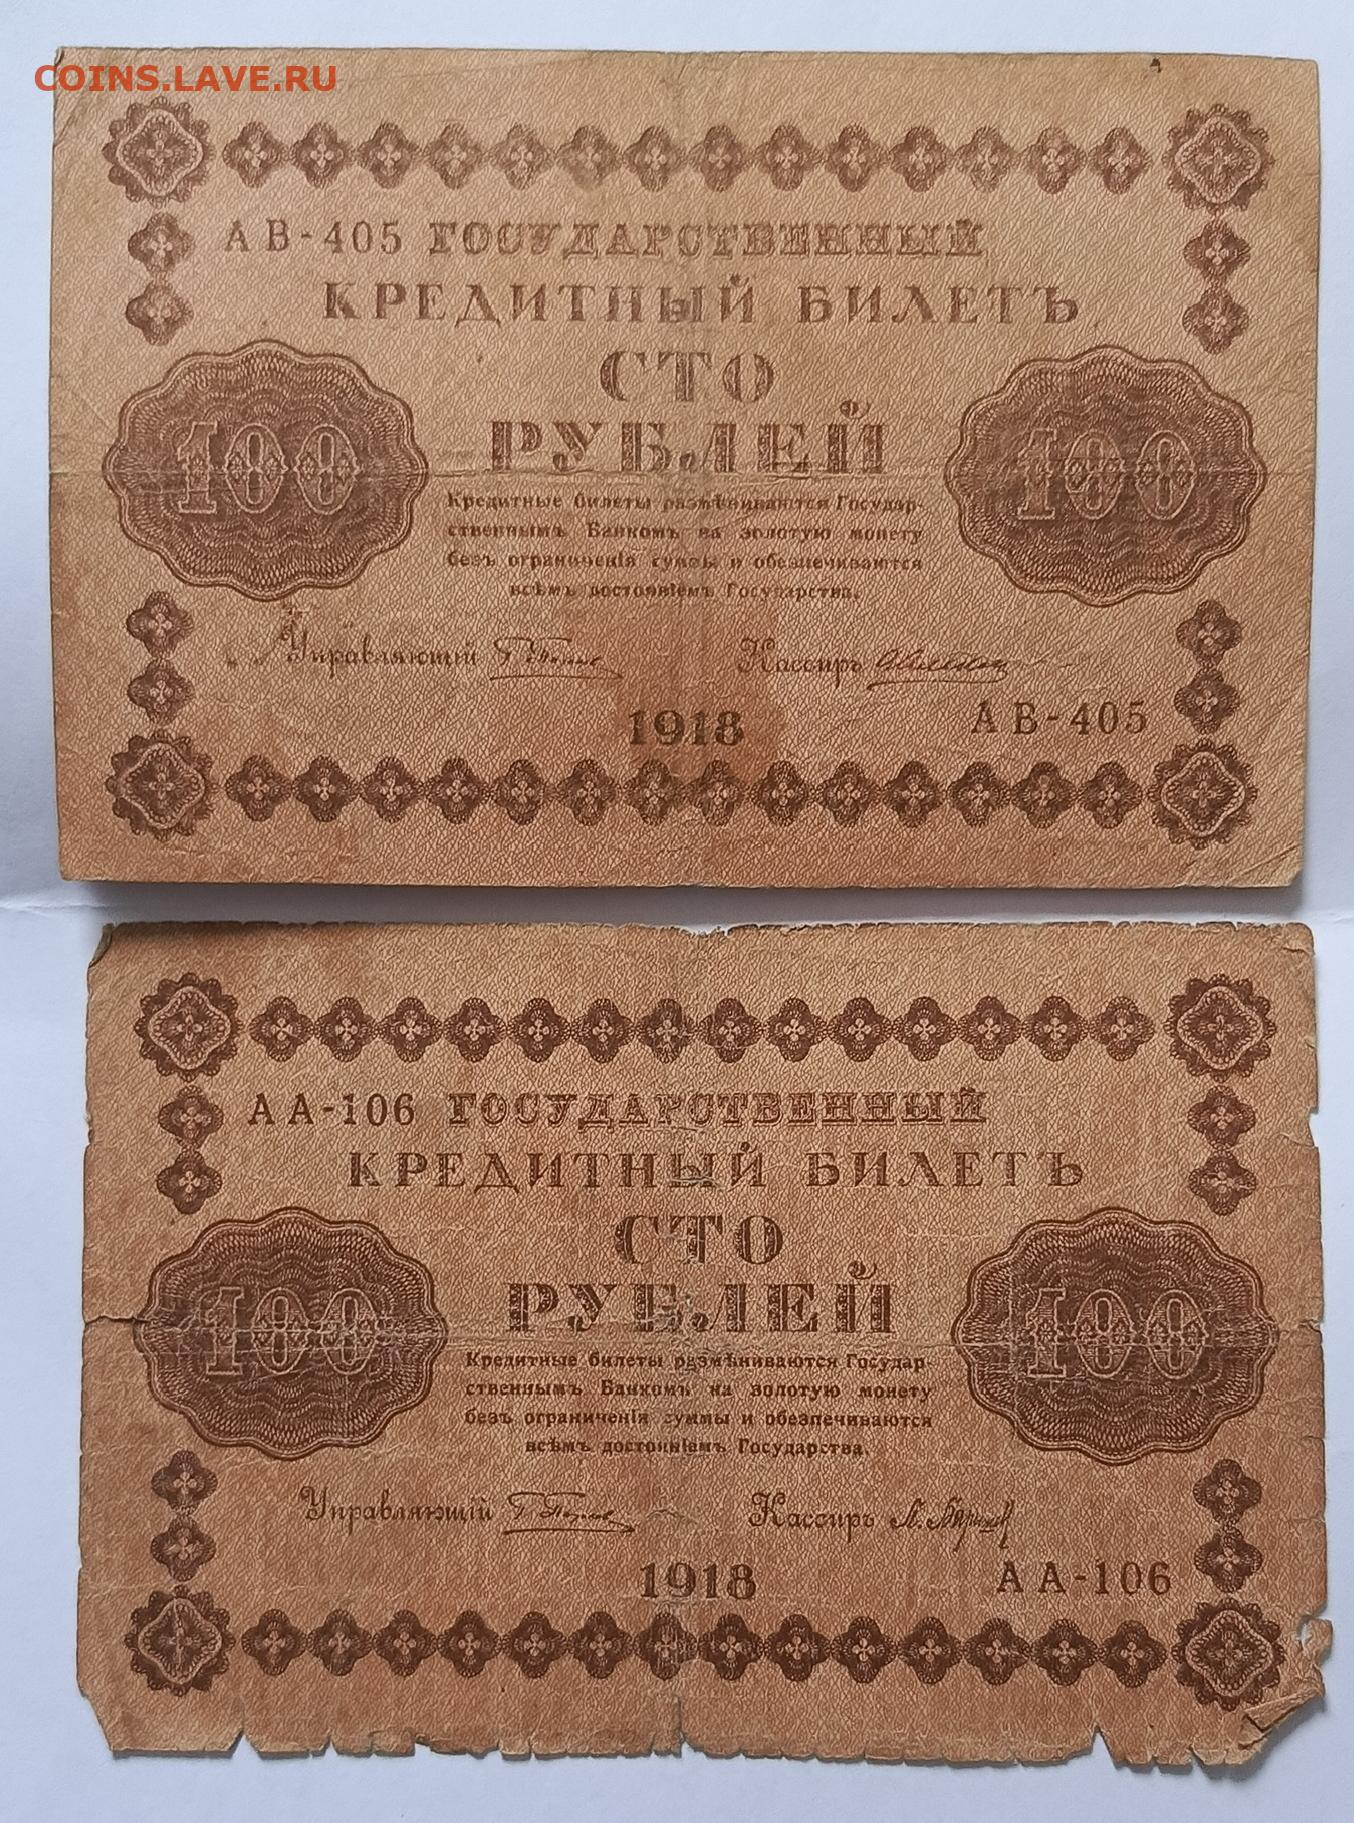 COINS.LAVE.RU
АВ-405 ГОСУДАРСТВЕННЫЙ
КРЕДИТНЫЙ БИЛЕТЪ
СТО
РУБЛЕЙ
100 100
Кредитные билеты размѣниваются Государ-
ственнымъ Банкомъ на золотую монету
безъ ограниченія суммы и обезпечиваются
всѣмъ достояніемъ Государства.
Управляющій Кассиръ
1918 АВ-405
АА-106 ГОСУДАРСТВЕННЫЙ
КРЕДИТНЫЙ БИЛЕТЪ
СТО
РУБЛЕЙ
100 100
Кредитные билеты размѣниваются Государ-
ственнымъ Банкомъ на золотую монету
безъ ограниченія суммы и обезпечиваются
всѣмъ достояніемъ Государства.
Управляющій Кассиръ
1918 АА-106